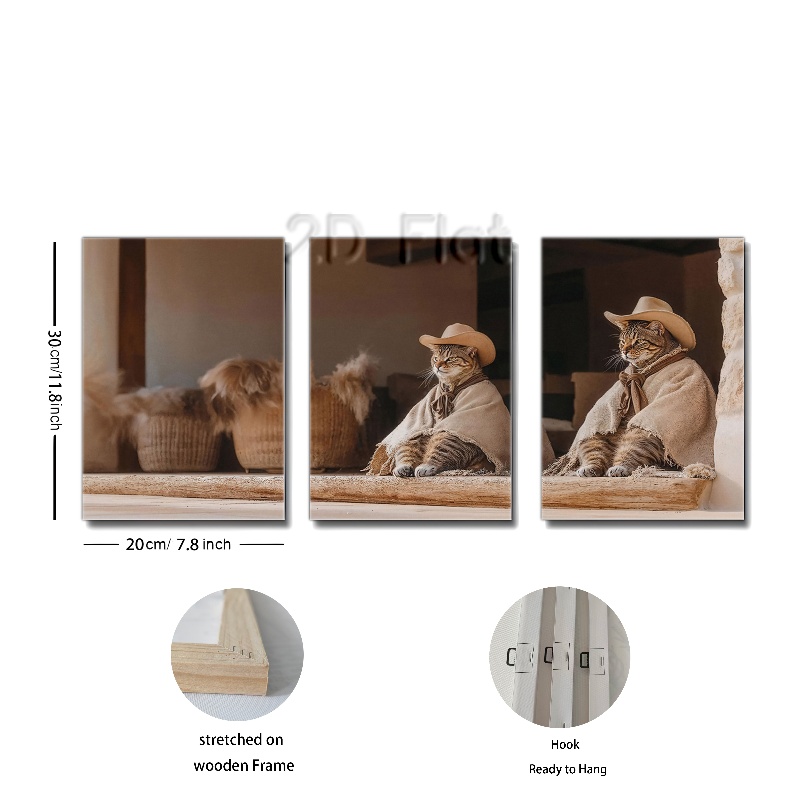 2D Flat
30cm/11.8inch
20cm/ 7.8 inch
stretched on
wooden Frame
Hook
Ready to Hang